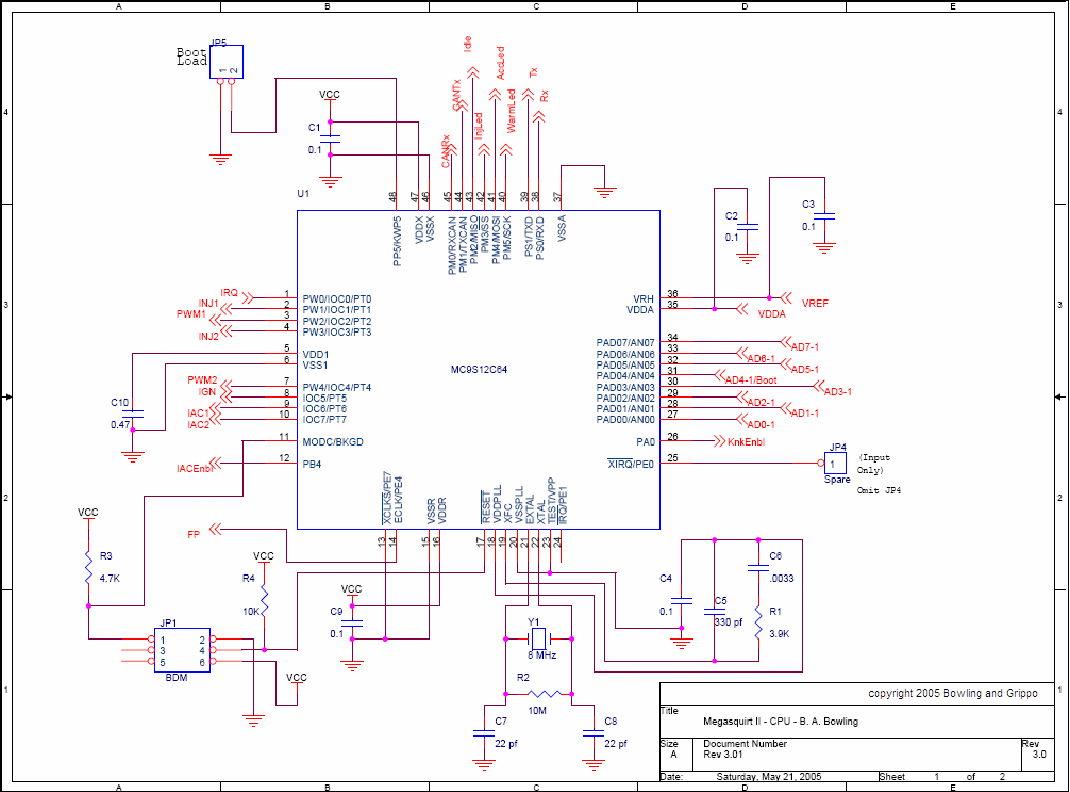 A B C D E
JP5
Boot
Load
1 2
VCC
C1
0.1
CANRx
CANTx
Idle
InjLed
AccLed
WarmLed
Tx
Rx
4 4
U1
48 47 46 45 44 43 42 41 40 39 38 37
PP5/KWP5
VDDX
VSSX
PM0/RXCAN
PM1/TXCAN
PM2/MISO
PM3/SS
PM4/MOSI
PM5/SCK
PS1/TXD
PS0/RXD
VSSA
C2
0.1
C3
0.1
3 3
IRQ 1 PW0/IOC0/PT0
INJ1 2 PW1/IOC1/PT1
PWM1 3 PW2/IOC2/PT2
INJ2 4 PW3/IOC3/PT3
5 VDD1
6 VSS1
PWM2 7 PW4/IOC4/PT4
IGN 8 IOC5/PT5
IAC1 9 IOC6/PT6
IAC2 10 IOC7/PT7
11 MODC/BKGD
IACEnbl 12 PB4
C10
0.47
MC9S12C64
VRH 36 VREF
VDDA 35 VDDA
PAD07/AN07 34 AD7-1
PAD06/AN06 33 AD6-1
PAD05/AN05 32 AD5-1
PAD04/AN04 31 AD4-1/Boot
PAD03/AN03 30 AD3-1
PAD02/AN02 29 AD2-1
PAD01/AN01 28 AD1-1
PAD00/AN00 27 AD0-1
PA0 26 KnkEnbl
XIRQ/PE0 25
JP4
1
Spare
(Input
Only)
Omit JP4
2 2
XCLKS/PE7
ECLK/PE4
VSSR
VDDR
RESET
VDDPLL
XFC
VSSPLL
EXTAL
XTAL
TEST/VPP
IRQ/PE1
13 14 15 16 17 18 19 20 21 22 23 24
FP
VCC
R3
4.7K
VCC
R4
10K
JP1
1 2
3 4
5 6
BDM
VCC
VCC
C9
0.1
Y1
8 MHz
R2
10M
C7
22 pf
C8
22 pf
C4
0.1
C5
330 pf
C6
.0033
R1
3.9K
1 1
copyright 2005 Bowling and Grippo
Title
Megasquirt II - CPU - B. A. Bowling
Size
A
Document Number
Rev 3.01
Rev
3.0
Date: Saturday, May 21, 2005 Sheet 1 of 2
A B C D E